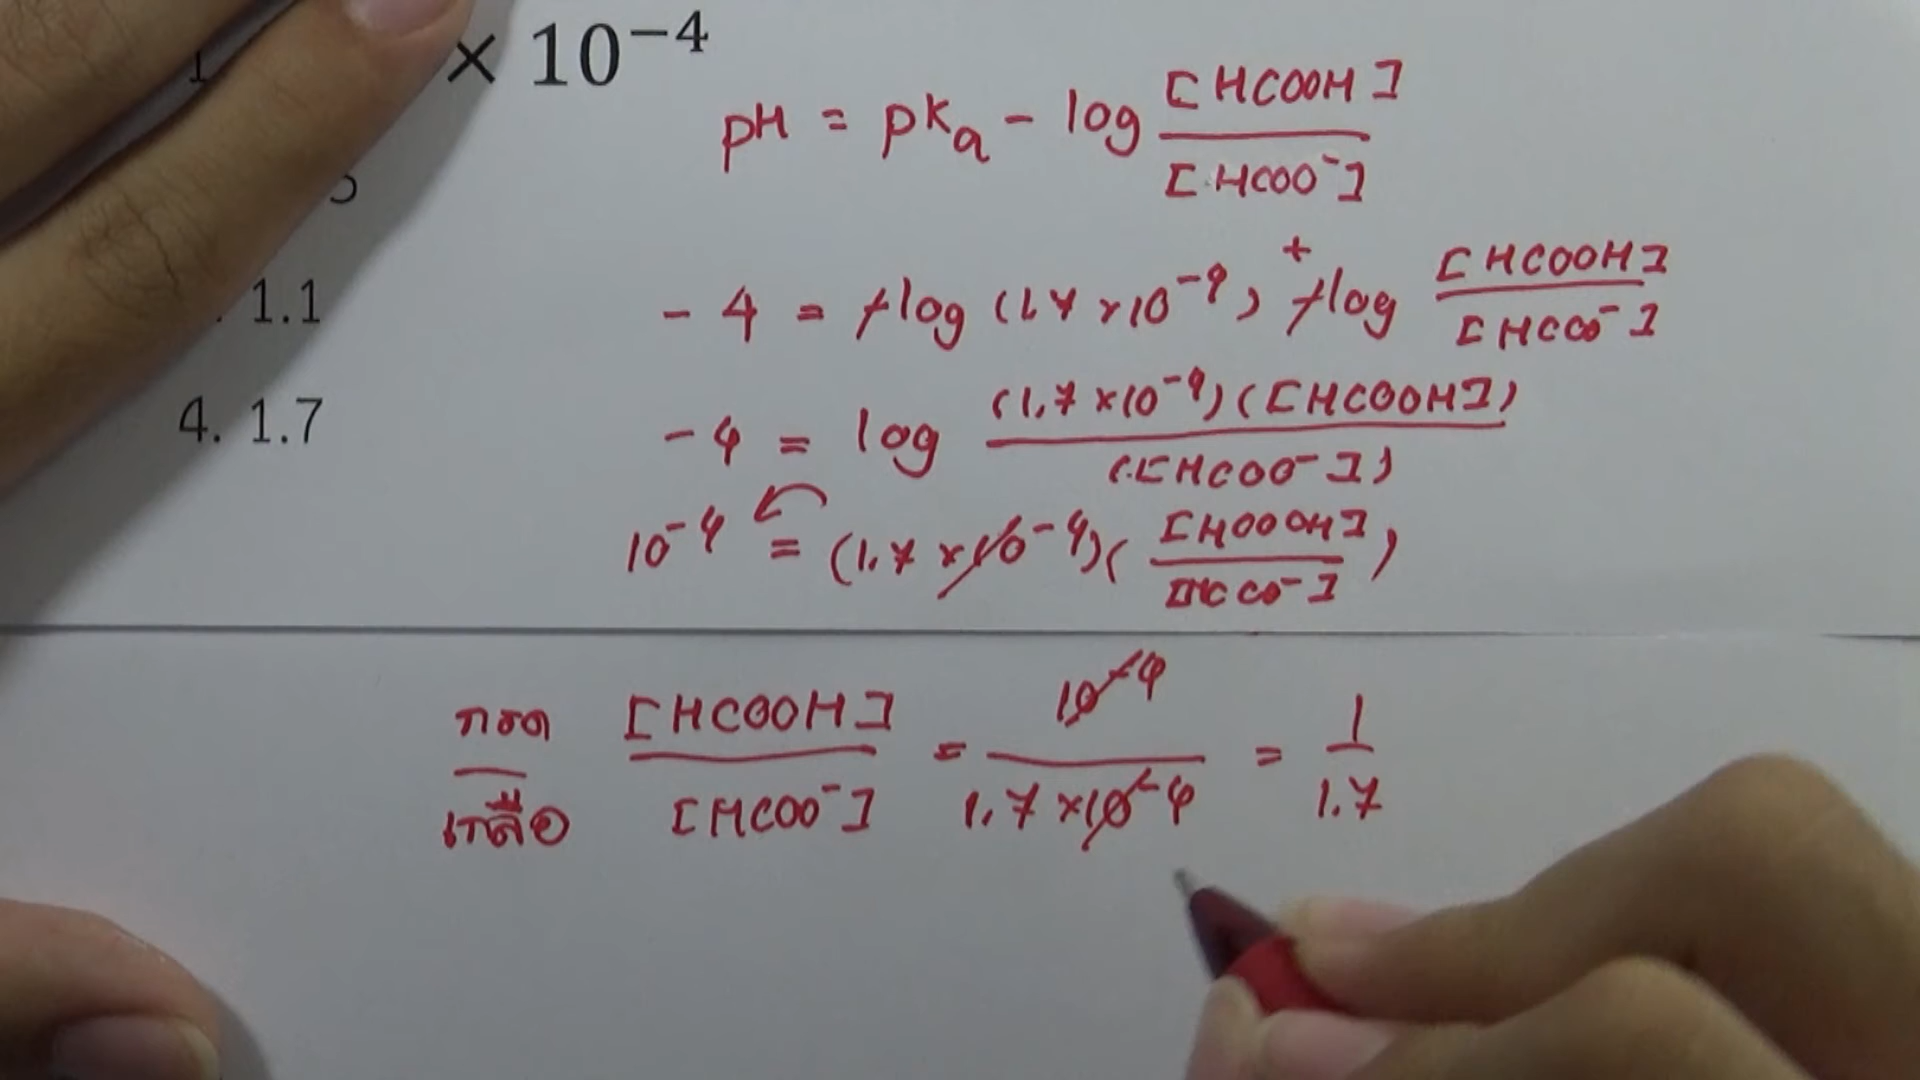 1 × 10⁻⁴
5
1.1
4. 1.7
pH = pKa - log [HCOOH] / [HCOO⁻]
- 4 = + log (1.7 × 10⁻⁴) + log [HCOOH] / [HCOO⁻]
- 4 = log (1.7 × 10⁻⁴)([HCOOH]) / ([HCOO⁻])
10⁻⁴ = (1.7 × 10⁻⁴)([HCOOH] / [HCOO⁻])
กรด / เกลือ [HCOOH] / [HCOO⁻] = 10⁻⁴ / 1.7 × 10⁻⁴ = 1 / 1.7